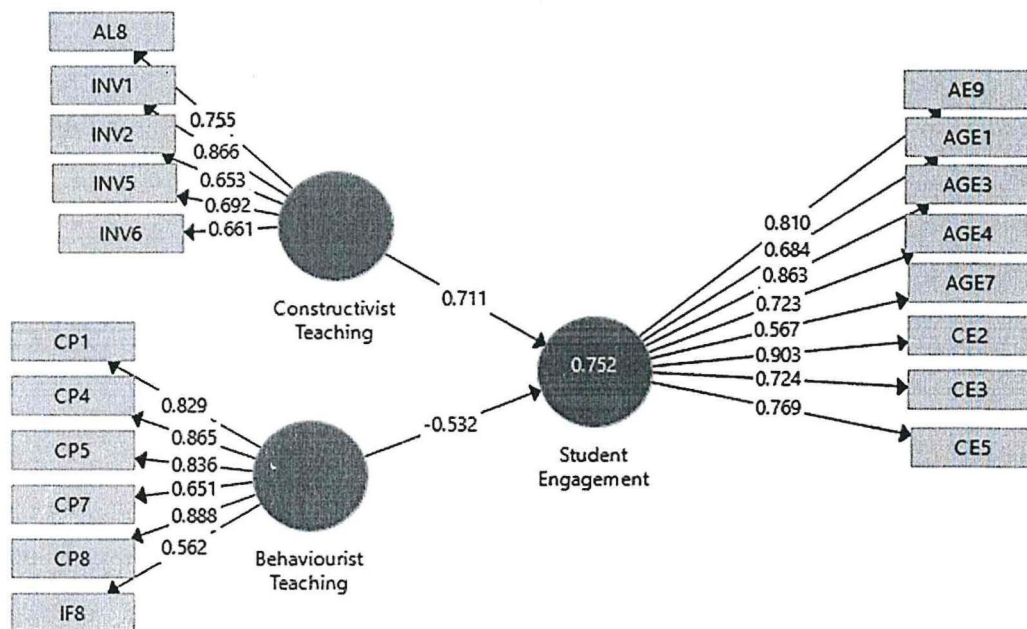 AL8
INV1
INV2
INV5
INV6
0.755
0.866
0.653
0.692
0.661
Constructivist
Teaching
0.711
CP1
CP4
CP5
CP7
CP8
IF8
0.829
0.865
0.836
0.651
0.888
0.562
Behaviourist
Teaching
-0.532
0.752
Student
Engagement
0.810
0.684
0.863
0.723
0.567
0.903
0.724
0.769
AE9
AGE1
AGE3
AGE4
AGE7
CE2
CE3
CE5